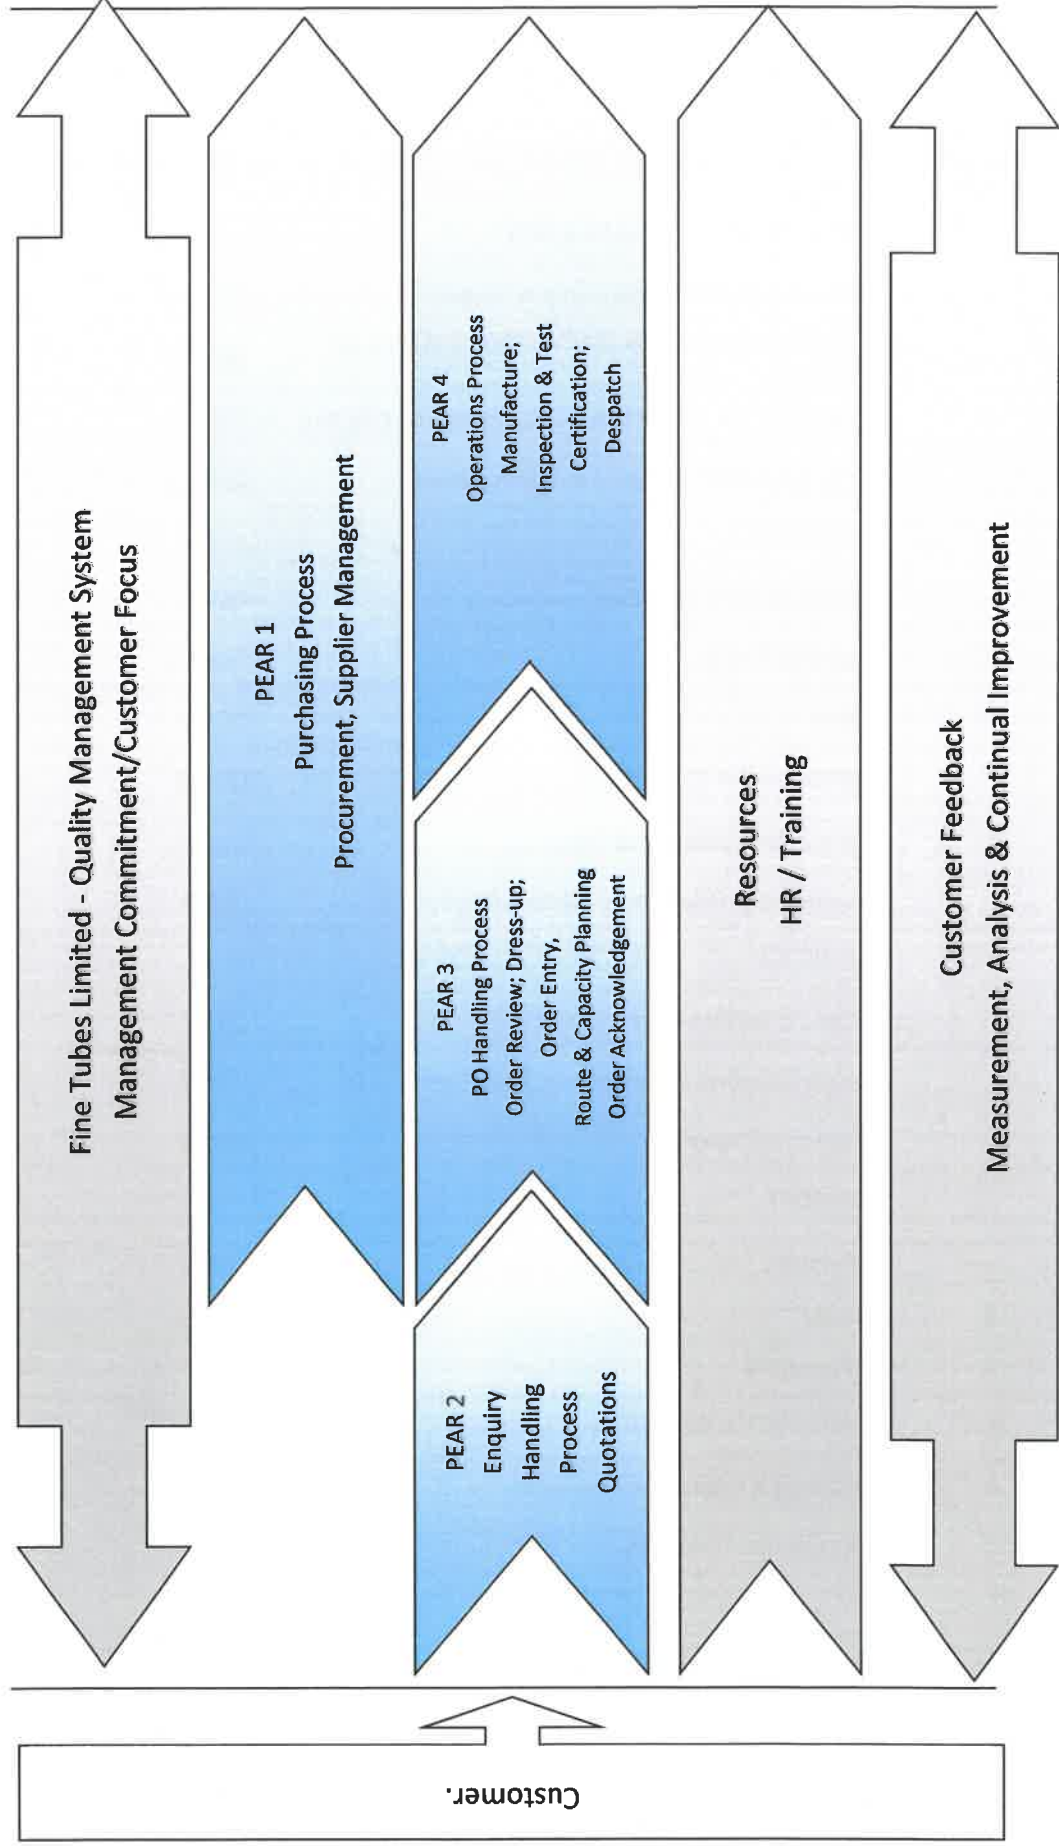 Fine Tubes Limited - Quality Management System
Management Commitment/Customer Focus
PEAR 1
Purchasing Process
Procurement, Supplier Management
PEAR 2
Enquiry
Handling
Process
Quotations
PEAR 3
PO Handling Process
Order Review; Dress-up;
Order Entry,
Route & Capacity Planning
Order Acknowledgement
PEAR 4
Operations Process
Manufacture;
Inspection & Test
Certification;
Despatch
Resources
HR / Training
Customer Feedback
Measurement, Analysis & Continual Improvement
Customer.